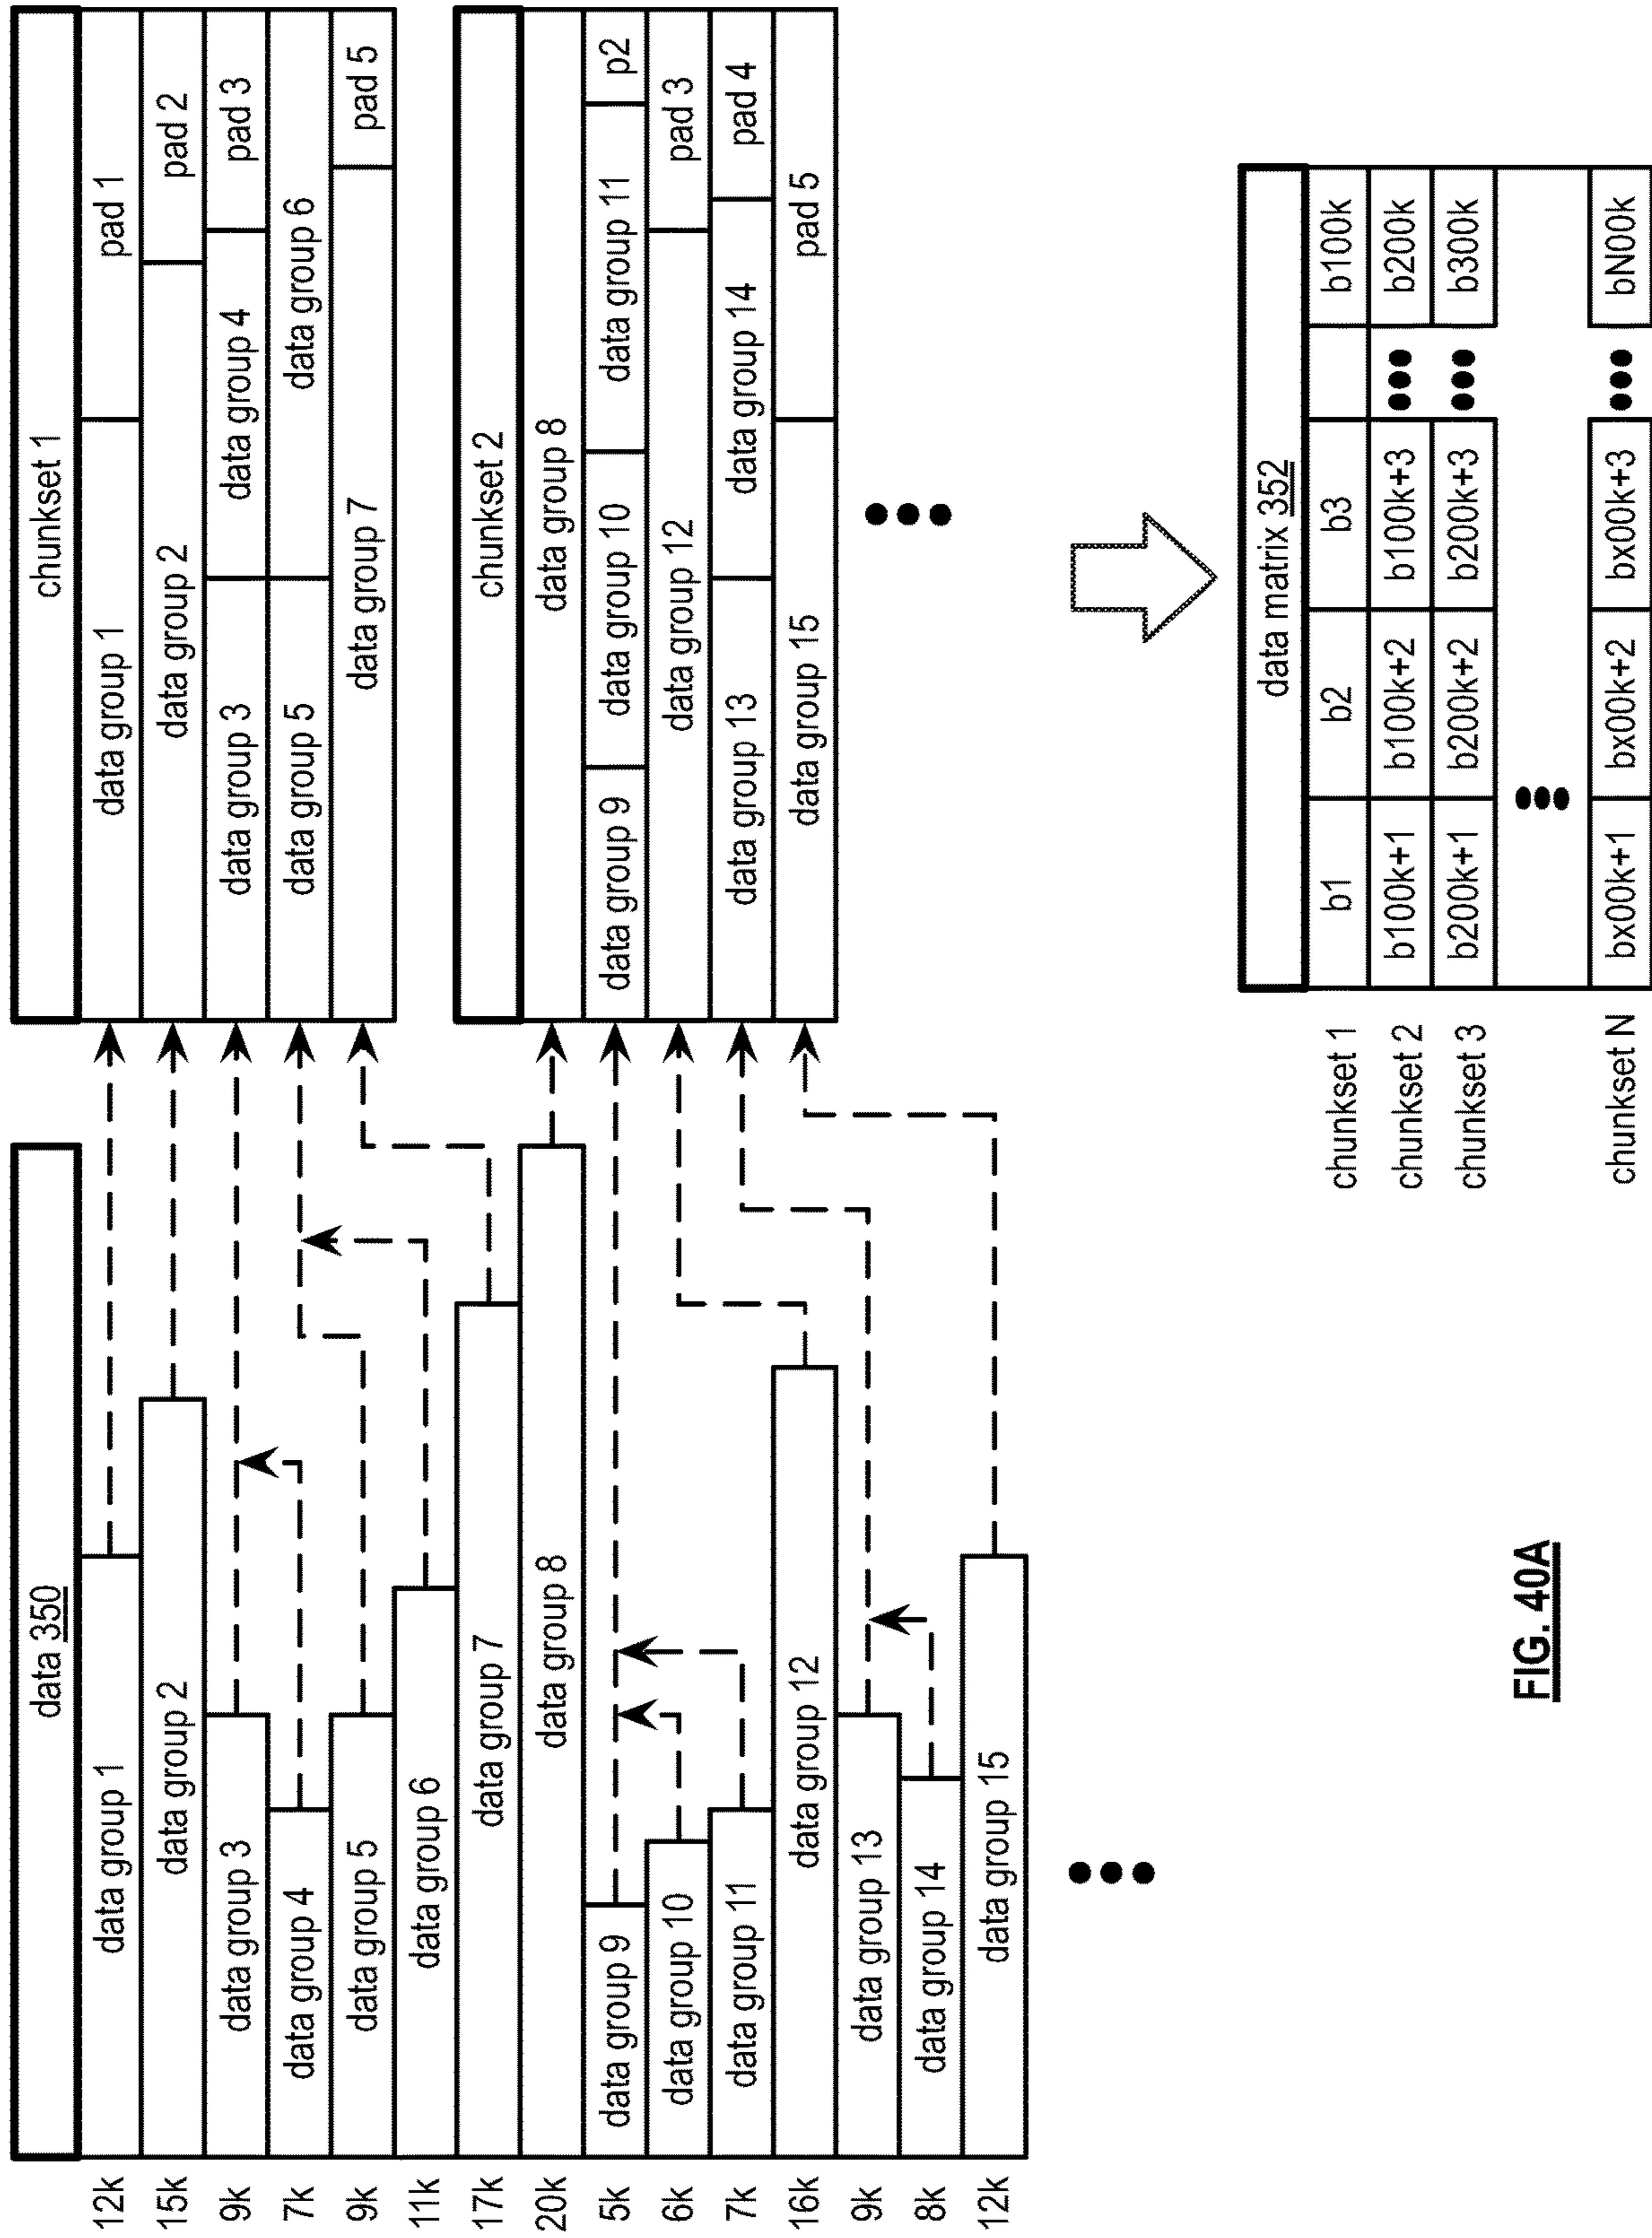 data 350
12k data group 1
15k data group 2
9k data group 3
7k data group 4
9k data group 5
11k data group 6
17k data group 7
20k data group 8
5k data group 9
6k data group 10
7k data group 11
16k data group 12
9k data group 13
8k data group 14
12k data group 15
chunkset 1
data group 1 pad 1
data group 2 pad 2
data group 3 data group 4 pad 3
data group 5 data group 6
data group 7 pad 5
chunkset 2
data group 8
data group 9 data group 10 data group 11 p2
data group 12 pad 3
data group 13 data group 14 pad 4
data group 15 pad 5
data matrix 352
chunkset 1 b1 b2 b3 b100k
chunkset 2 b100k+1 b100k+2 b100k+3 b200k
chunkset 3 b200k+1 b200k+2 b200k+3 b300k
chunkset N bx00k+1 bx00k+2 bx00k+3 bN00k
FIG. 40A